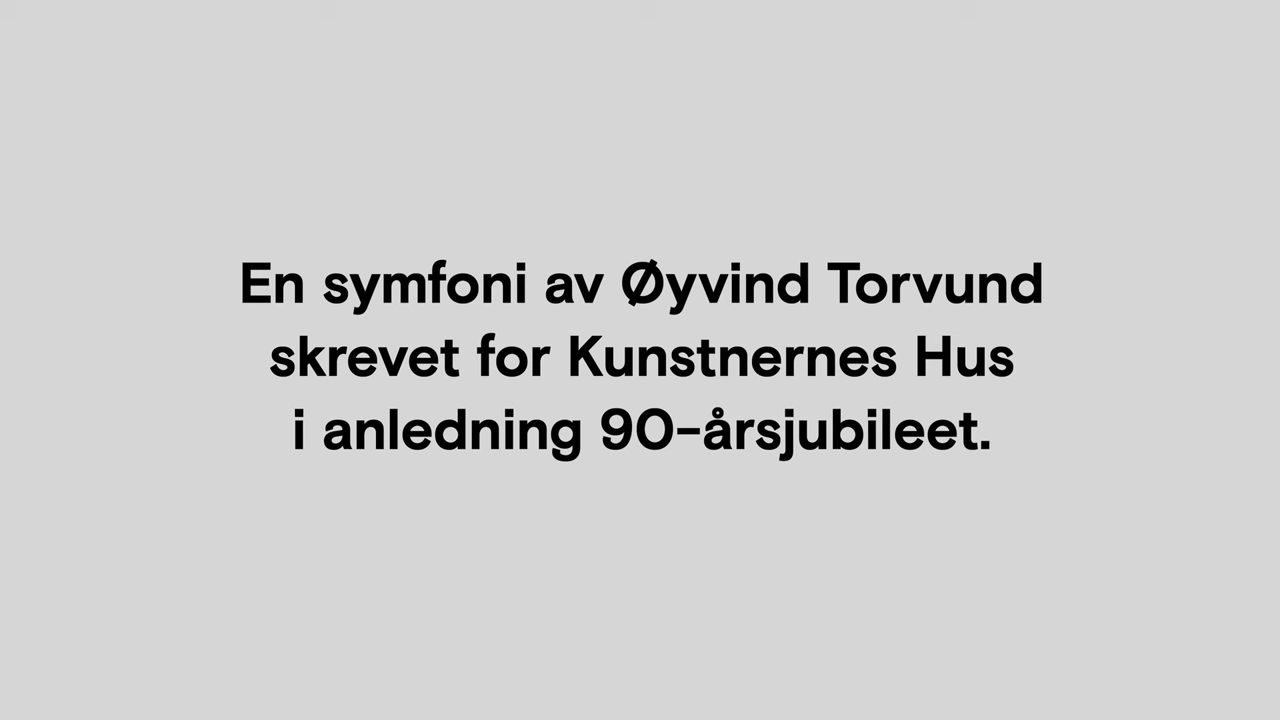 En symfoni av Øyvind Torvund
skrevet for Kunstnernes Hus
i anledning 90-årsjubileet.